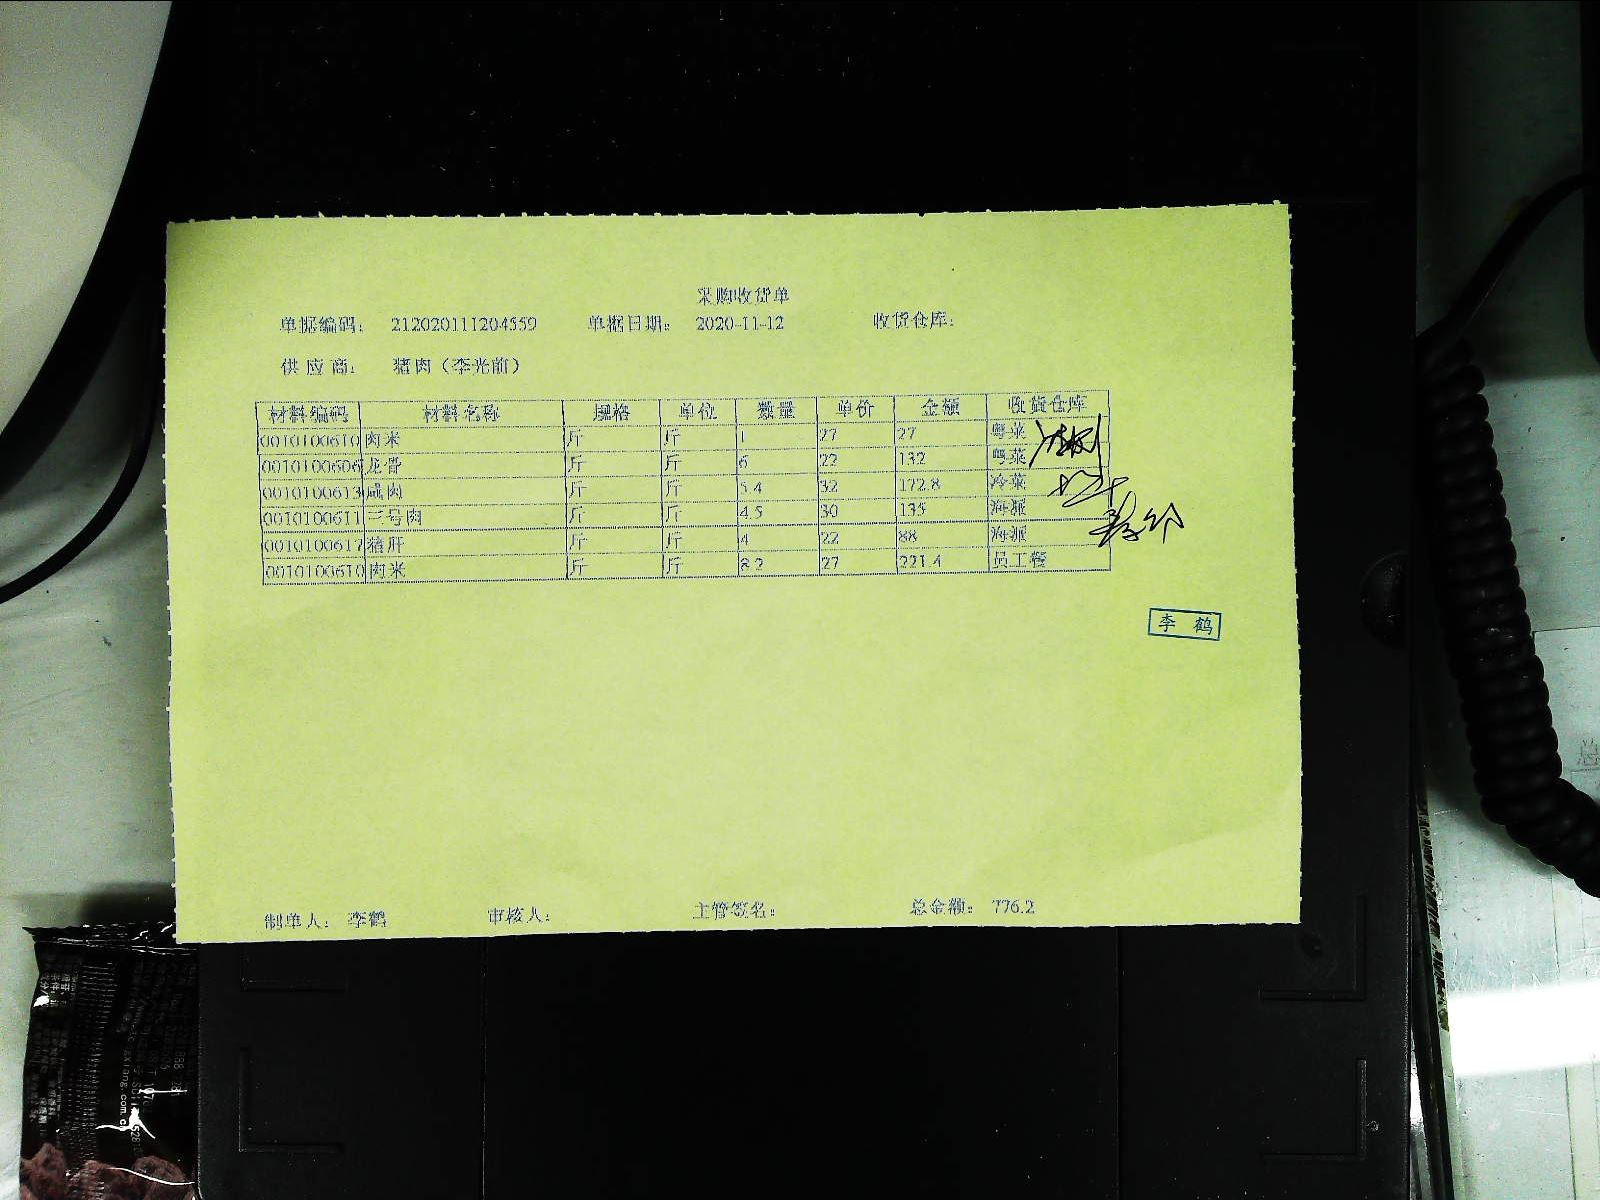 采购收货单
单据编码： 212020111204559 单据日期： 2020-11-12 收货仓库：
供应商： 猪肉（李光前）
材料编码 材料名称 规格 单位 数量 单价 金额 收货仓库
0010100610 肉米 斤 斤 1 27 27 粤菜
0010100606 龙骨 斤 斤 6 22 132 粤菜
0010100613 咸肉 斤 斤 5.4 32 172.8 冷菜
0010100611 三号肉 斤 斤 4.5 30 135 海派
0010100617 猪肝 斤 斤 4 22 88 海派
0010100610 肉米 斤 斤 8.2 27 221.4 员工餐
李 鹤
制单人： 李鹤 审核人： 主管签名： 总金额： 776.2